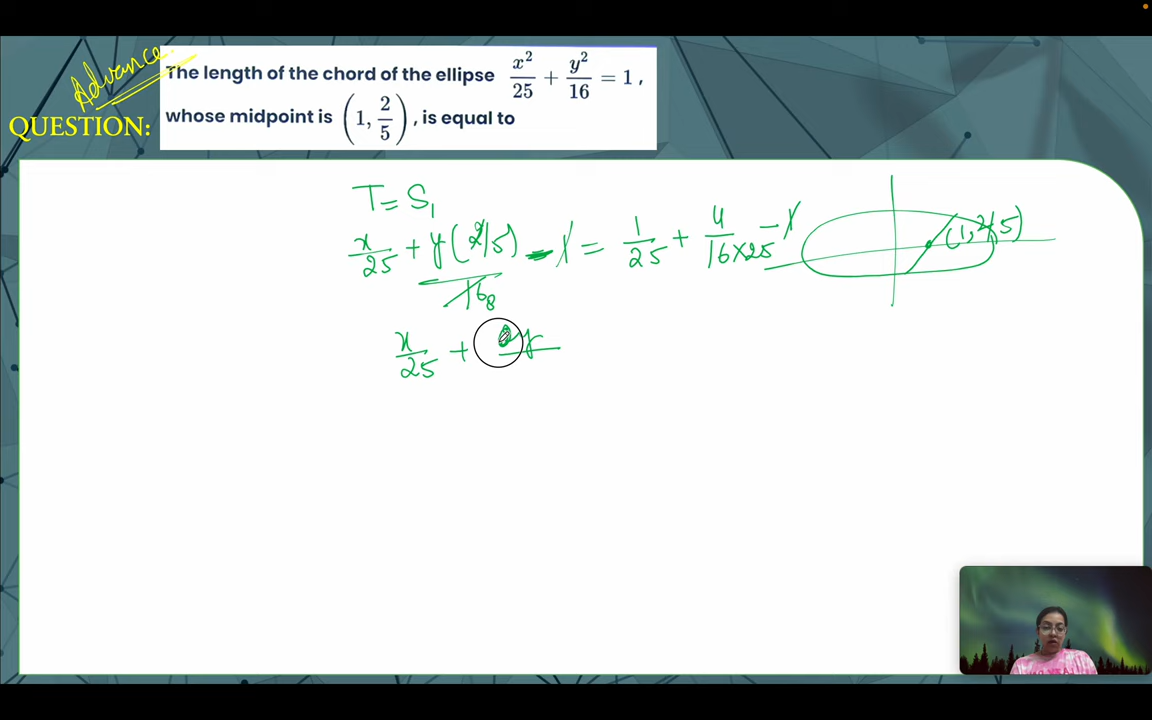 Advance.
QUESTION:
The length of the chord of the ellipse x²/25 + y²/16 = 1 ,
whose midpoint is (1, 2/5) , is equal to
T = S₁
x/25 + y(2/5)/16 8 - 1 = 1/25 + 4/16×25 - 1
(1, 2/5)
x/25 +